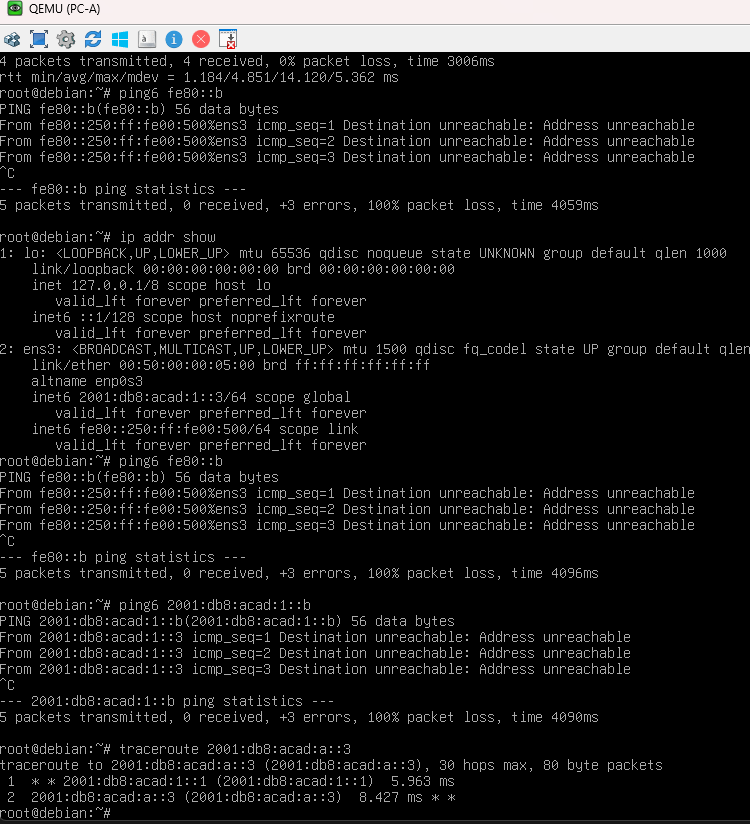 QEMU (PC-A)
4 packets transmitted, 4 received, 0% packet loss, time 3006ms
rtt min/avg/max/mdev = 1.184/4.851/14.120/5.362 ms
root@debian:~# ping6 fe80::b
PING fe80::b(fe80::b) 56 data bytes
From fe80::250:ff:fe00:500%ens3 icmp_seq=1 Destination unreachable: Address unreachable
From fe80::250:ff:fe00:500%ens3 icmp_seq=2 Destination unreachable: Address unreachable
From fe80::250:ff:fe00:500%ens3 icmp_seq=3 Destination unreachable: Address unreachable
^C
--- fe80::b ping statistics ---
5 packets transmitted, 0 received, +3 errors, 100% packet loss, time 4059ms
root@debian:~# ip addr show
1: lo: <LOOPBACK,UP,LOWER_UP> mtu 65536 qdisc noqueue state UNKNOWN group default qlen 1000
link/loopback 00:00:00:00:00:00 brd 00:00:00:00:00:00
inet 127.0.0.1/8 scope host lo
valid_lft forever preferred_lft forever
inet6 ::1/128 scope host noprefixroute
valid_lft forever preferred_lft forever
2: ens3: <BROADCAST,MULTICAST,UP,LOWER_UP> mtu 1500 qdisc fq_codel state UP group default qlen
link/ether 00:50:00:00:05:00 brd ff:ff:ff:ff:ff:ff
altname enp0s3
inet6 2001:db8:acad:1::3/64 scope global
valid_lft forever preferred_lft forever
inet6 fe80::250:ff:fe00:500/64 scope link
valid_lft forever preferred_lft forever
root@debian:~# ping6 fe80::b
PING fe80::b(fe80::b) 56 data bytes
From fe80::250:ff:fe00:500%ens3 icmp_seq=1 Destination unreachable: Address unreachable
From fe80::250:ff:fe00:500%ens3 icmp_seq=2 Destination unreachable: Address unreachable
From fe80::250:ff:fe00:500%ens3 icmp_seq=3 Destination unreachable: Address unreachable
^C
--- fe80::b ping statistics ---
5 packets transmitted, 0 received, +3 errors, 100% packet loss, time 4096ms
root@debian:~# ping6 2001:db8:acad:1::b
PING 2001:db8:acad:1::b(2001:db8:acad:1::b) 56 data bytes
From 2001:db8:acad:1::3 icmp_seq=1 Destination unreachable: Address unreachable
From 2001:db8:acad:1::3 icmp_seq=2 Destination unreachable: Address unreachable
From 2001:db8:acad:1::3 icmp_seq=3 Destination unreachable: Address unreachable
^C
--- 2001:db8:acad:1::b ping statistics ---
5 packets transmitted, 0 received, +3 errors, 100% packet loss, time 4090ms
root@debian:~# traceroute 2001:db8:acad:a::3
traceroute to 2001:db8:acad:a::3 (2001:db8:acad:a::3), 30 hops max, 80 byte packets
1 * * 2001:db8:acad:1::1 (2001:db8:acad:1::1) 5.963 ms
2 2001:db8:acad:a::3 (2001:db8:acad:a::3) 8.427 ms * *
root@debian:~#